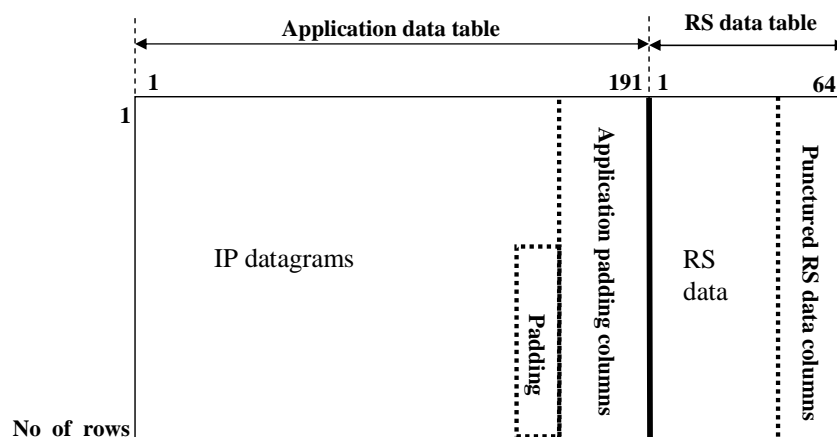 Application data table
RS data table
1
191
1
64
1
IP datagrams
Padding
Application padding columns
RS
data
Punctured RS data columns
No of rows